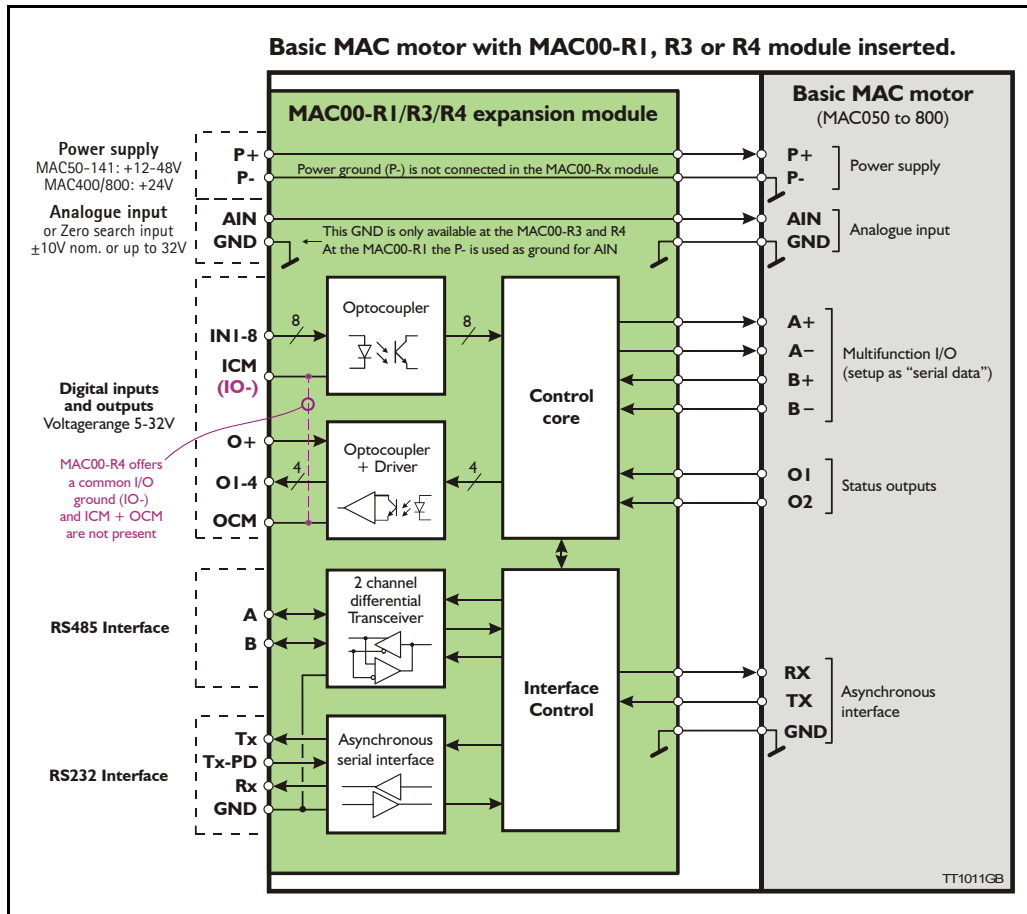 Basic MAC motor with MAC00-R1, R3 or R4 module inserted.
MAC00-R1/R3/R4 expansion module
Basic MAC motor
(MAC050 to 800)
Power supply
MAC50-141: +12-48V
MAC400/800: +24V
P+
P-
Power ground (P-) is not connected in the MAC00-Rx module
P+
P-
Power supply
Analogue input
or Zero search input
±10V nom. or up to 32V
AIN
GND
This GND is only available at the MAC00-R3 and R4
At the MAC00-R1 the P- is used as ground for AIN
AIN
GND
Analogue input
Digital inputs
and outputs
Voltagerange 5-32V
MAC00-R4 offers
a common I/O
ground (IO-)
and ICM + OCM
are not present
IN1-8
ICM
(IO-)
O+
O1-4
OCM
8
Optocoupler
8
4
Optocoupler
+ Driver
4
Control
core
A+
A−
B+
B−
Multifunction I/O
(setup as “serial data”)
O1
O2
Status outputs
RS485 Interface
A
B
2 channel
differential
Transceiver
Interface
Control
RX
TX
GND
Asynchronous
interface
RS232 Interface
Tx
Tx-PD
Rx
GND
Asynchronous
serial interface
TT1011GB